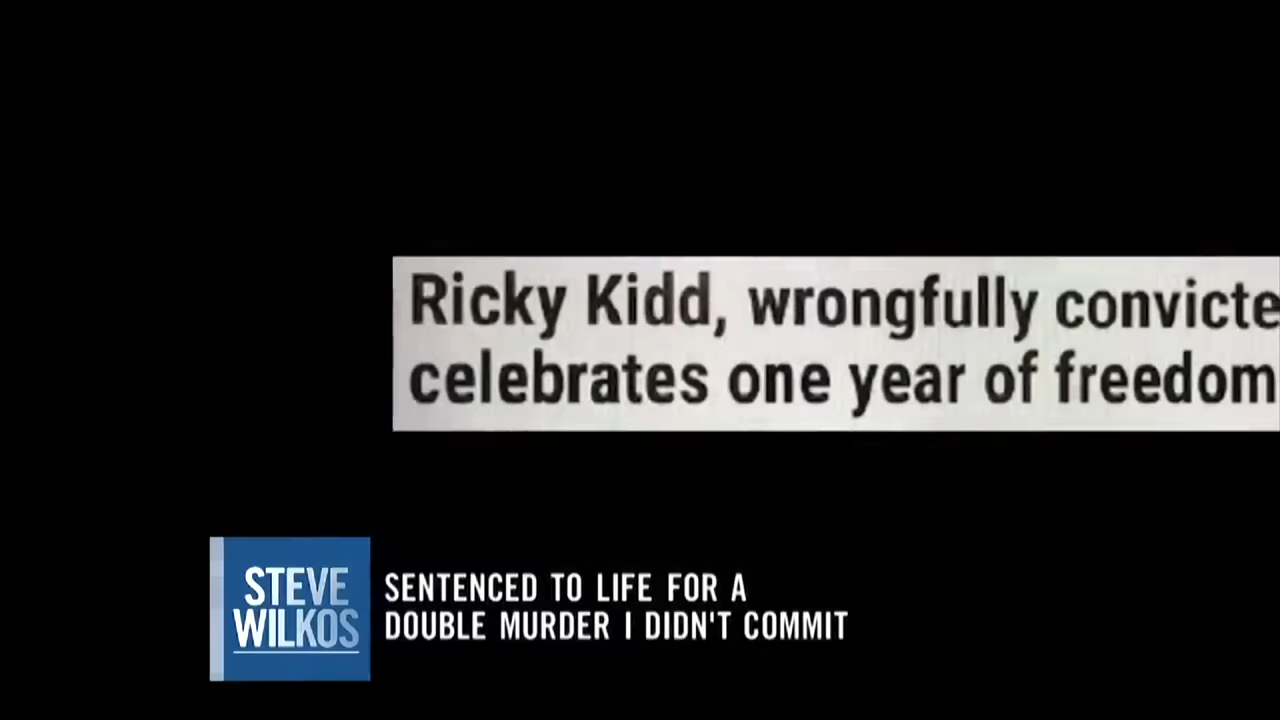 Ricky Kidd, wrongfully convicte
celebrates one year of freedom
STEVE
WILKOS
SENTENCED TO LIFE FOR A
DOUBLE MURDER I DIDN'T COMMIT